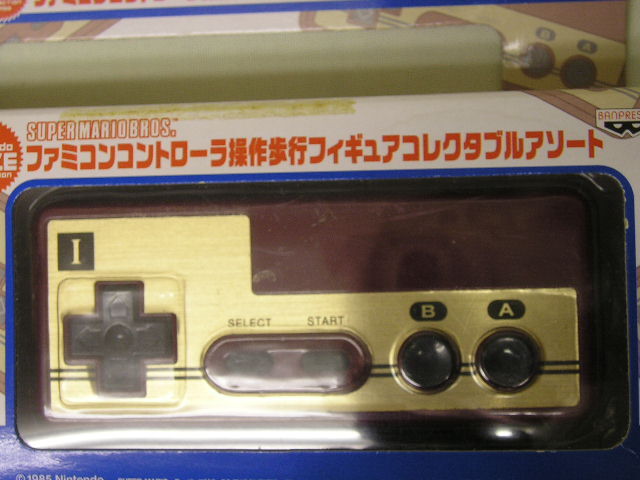 B A
SUPER MARIO BROS.
BANPRES
ファミコンコントローラ操作歩行フィギュアコレクタブルアソート
I
SELECT START B A
©1985 Nintendo